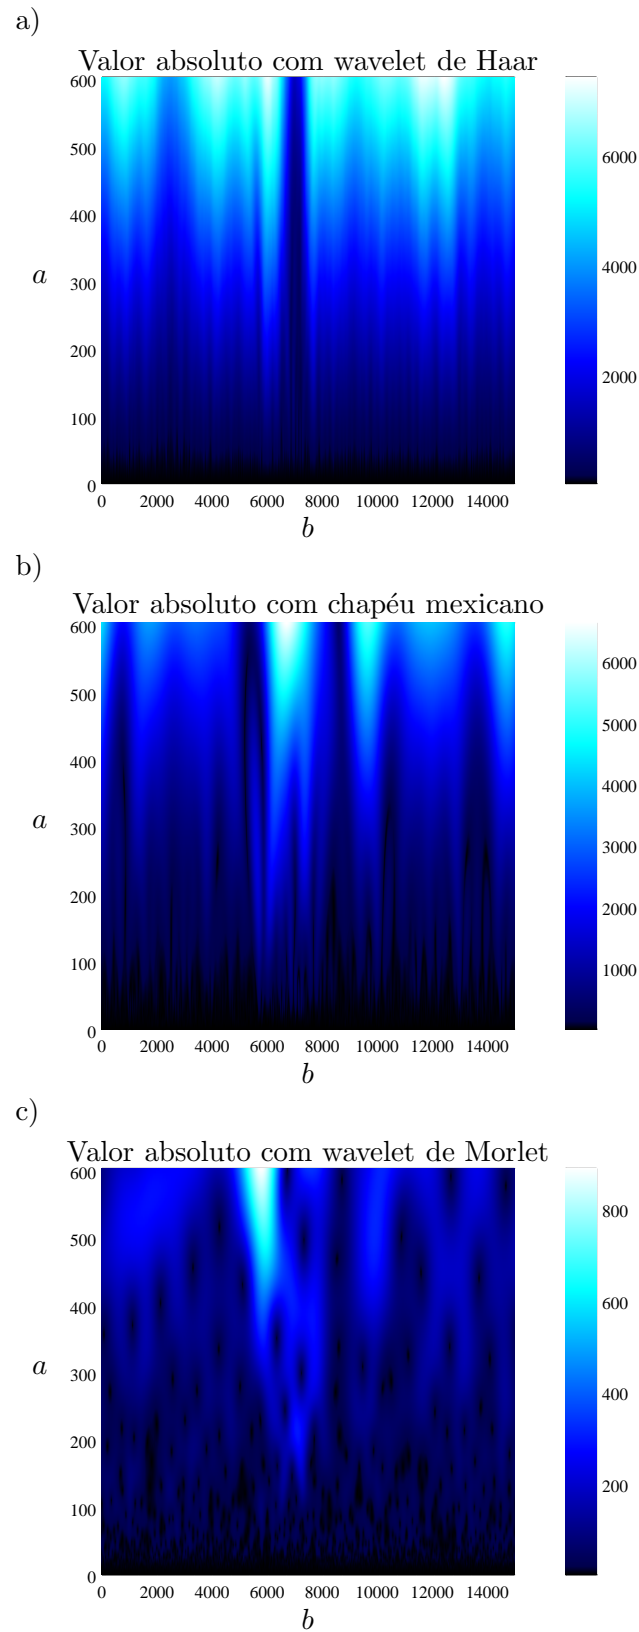 a)
Valor absoluto com wavelet de Haar
600
500
400
300
200
100
0
a
0 2000 4000 6000 8000 10000 12000 14000
b
6000
4000
2000
b)
Valor absoluto com chapéu mexicano
600
500
400
300
200
100
0
a
0 2000 4000 6000 8000 10000 12000 14000
b
6000
5000
4000
3000
2000
1000
c)
Valor absoluto com wavelet de Morlet
600
500
400
300
200
100
0
a
0 2000 4000 6000 8000 10000 12000 14000
b
800
600
400
200